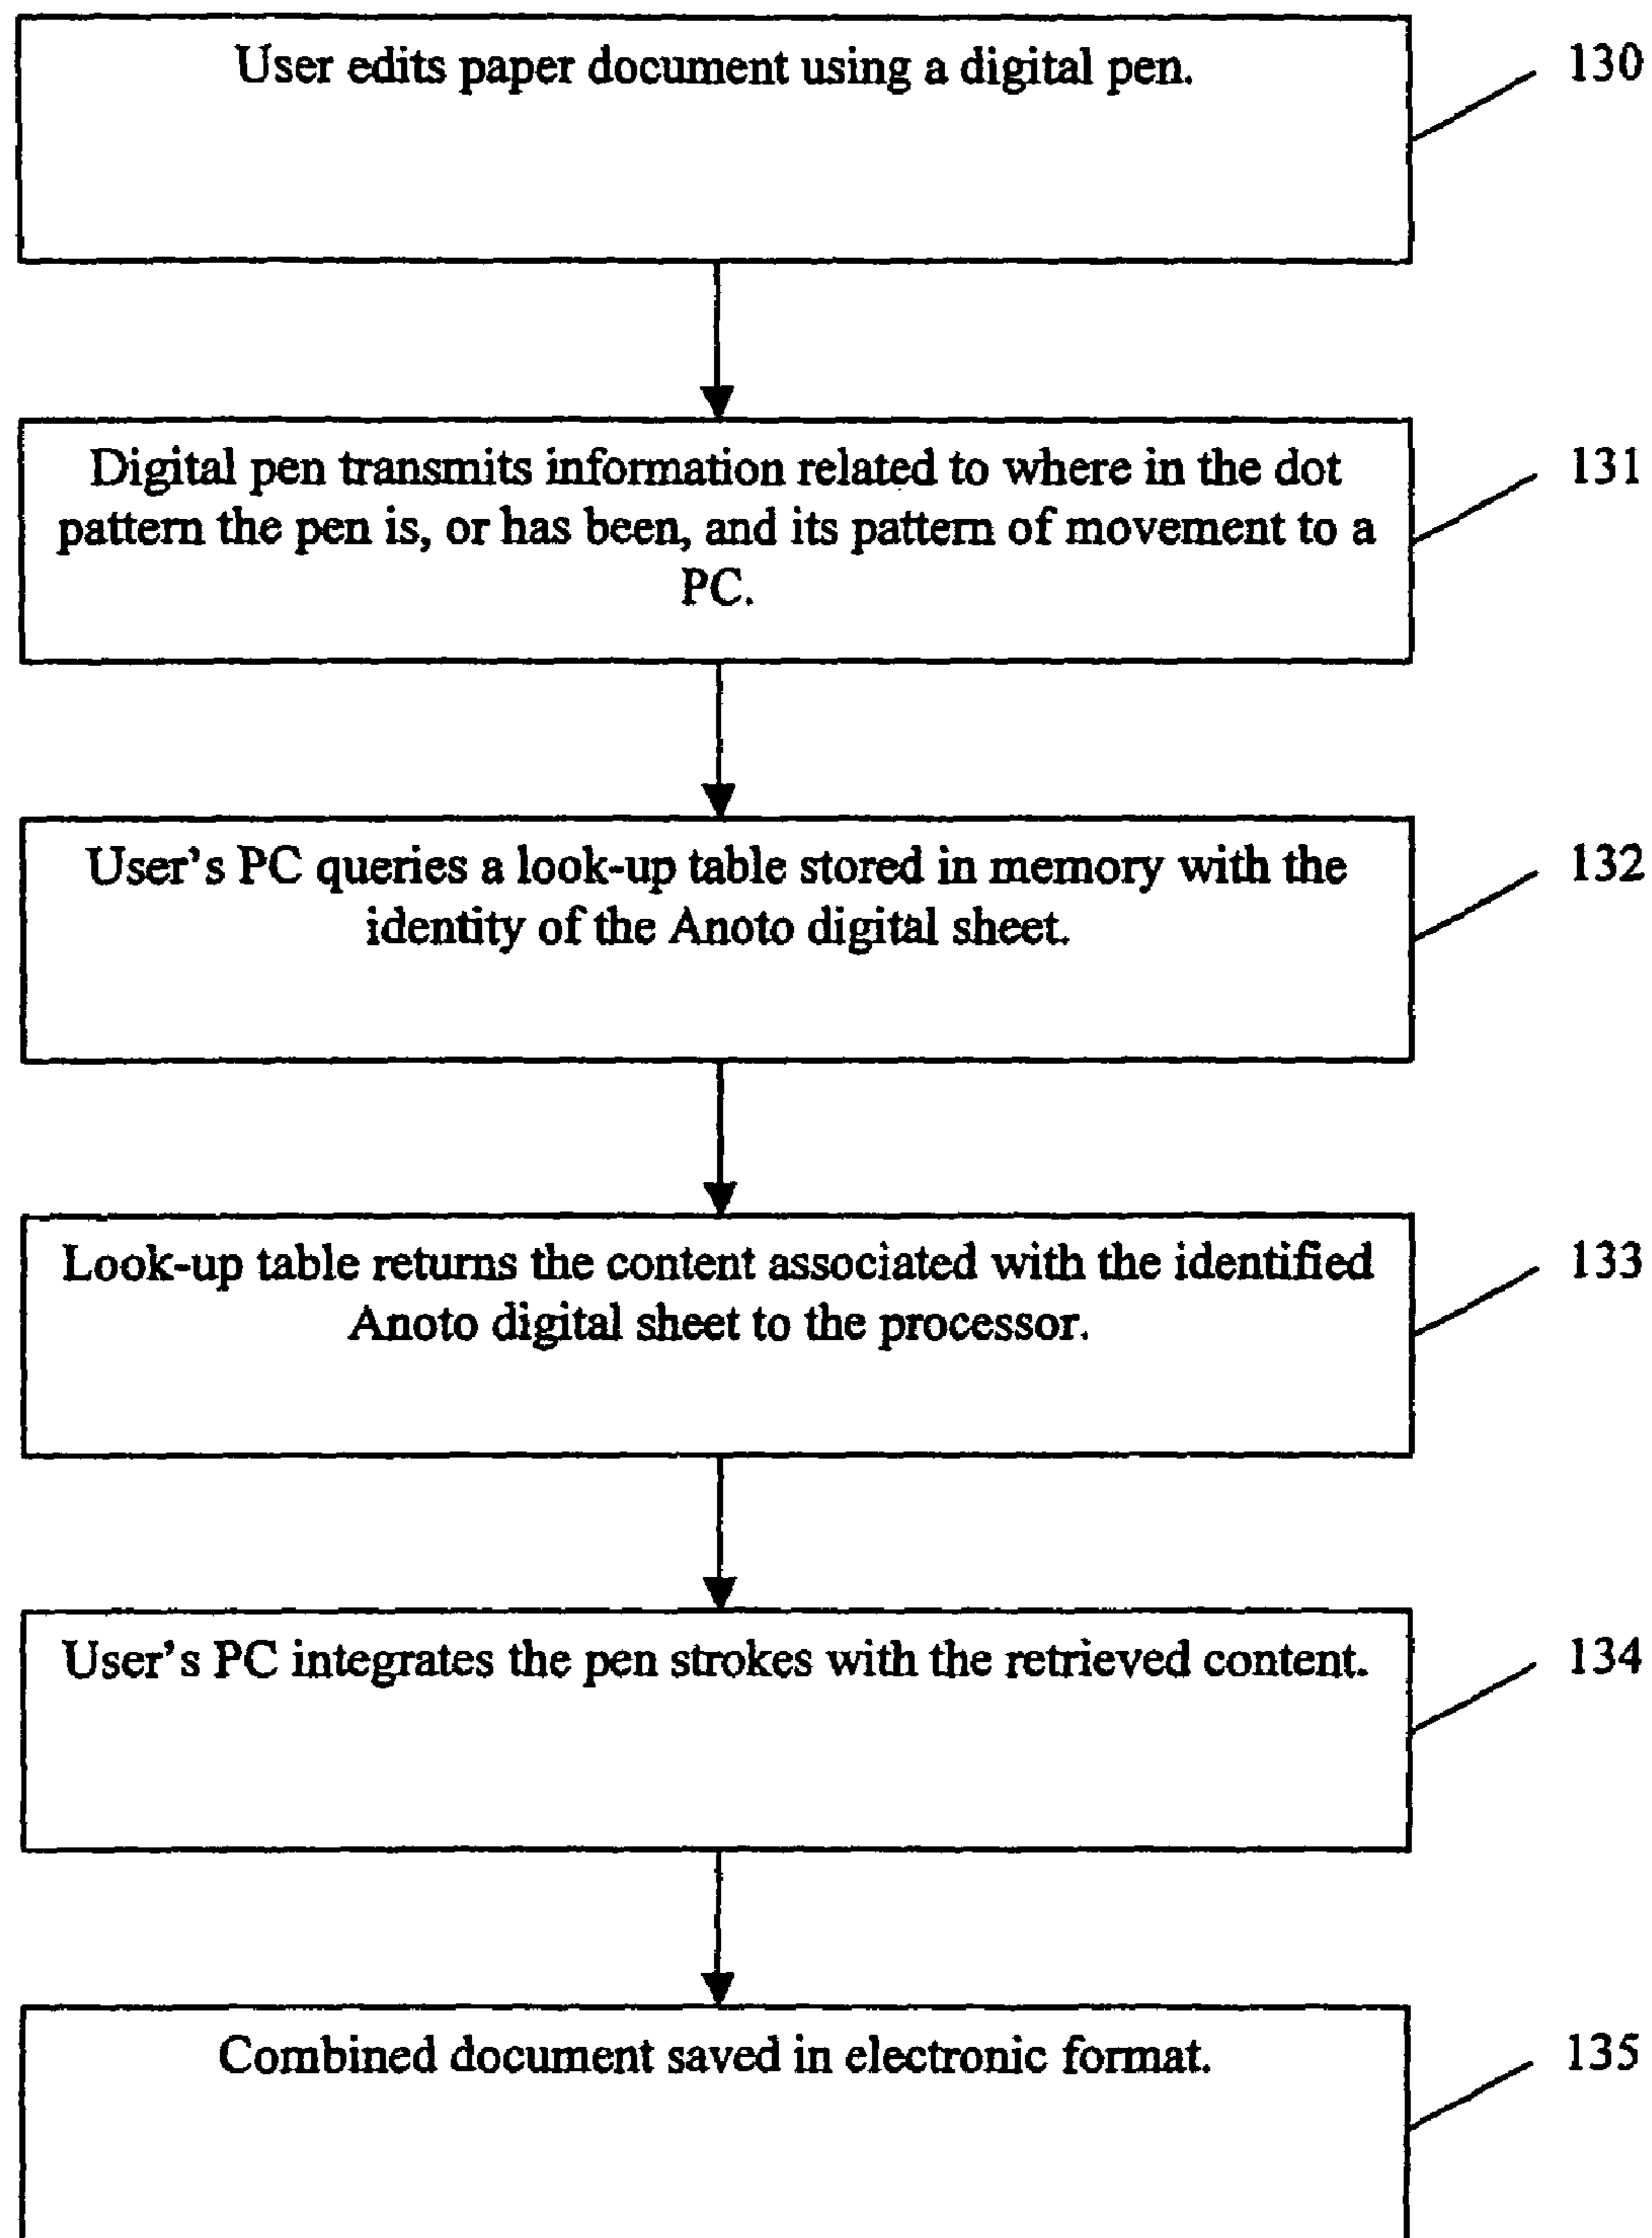 User edits paper document using a digital pen.
130
Digital pen transmits information related to where in the dot
pattern the pen is, or has been, and its pattern of movement to a
PC.
131
User's PC queries a look-up table stored in memory with the
identity of the Anoto digital sheet.
132
Look-up table returns the content associated with the identified
Anoto digital sheet to the processor.
133
User's PC integrates the pen strokes with the retrieved content.
134
Combined document saved in electronic format.
135